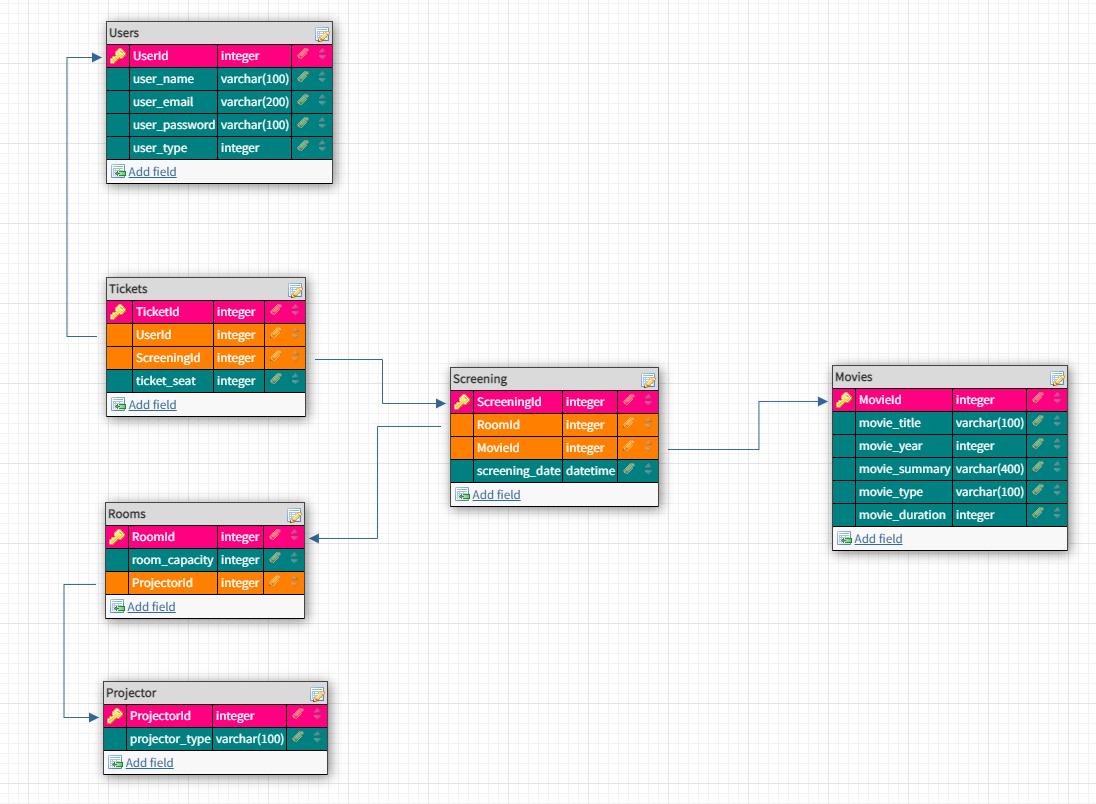 Users
UserId integer
user_name varchar(100)
user_email varchar(200)
user_password varchar(100)
user_type integer
Add field
Tickets
TicketId integer
UserId integer
ScreeningId integer
ticket_seat integer
Add field
Screening
ScreeningId integer
RoomId integer
MovieId integer
screening_date datetime
Add field
Movies
MovieId integer
movie_title varchar(100)
movie_year integer
movie_summary varchar(400)
movie_type varchar(100)
movie_duration integer
Add field
Rooms
RoomId integer
room_capacity integer
ProjectorId integer
Add field
Projector
ProjectorId integer
projector_type varchar(100)
Add field